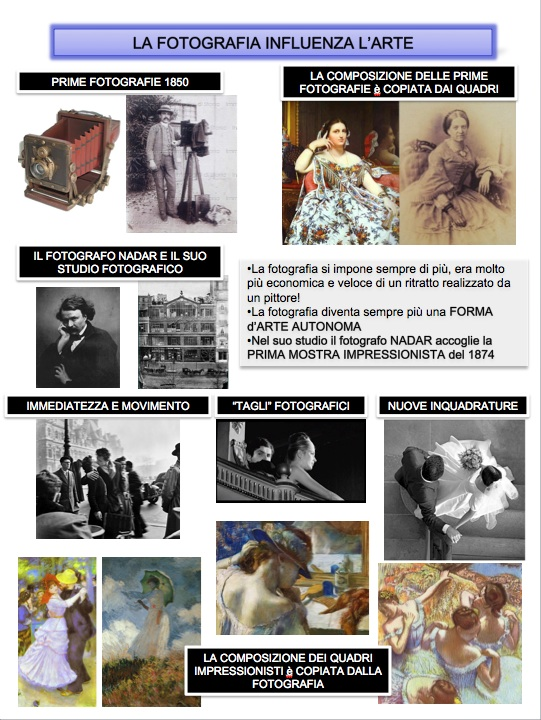 LA FOTOGRAFIA INFLUENZA L'ARTE
PRIME FOTOGRAFIE 1850
LA COMPOSIZIONE DELLE PRIME
FOTOGRAFIE è COPIATA DAI QUADRI
IL FOTOGRAFO NADAR E IL SUO
STUDIO FOTOGRAFICO
•La fotografia si impone sempre di più, era molto
più economica e veloce di un ritratto realizzato da
un pittore!
•La fotografia diventa sempre più una FORMA
d'ARTE AUTONOMA
•Nel suo studio il fotografo NADAR accoglie la
PRIMA MOSTRA IMPRESSIONISTA del 1874
IMMEDIATEZZA E MOVIMENTO
"TAGLI" FOTOGRAFICI
NUOVE INQUADRATURE
LA COMPOSIZIONE DEI QUADRI
IMPRESSIONISTI è COPIATA DALLA
FOTOGRAFIA